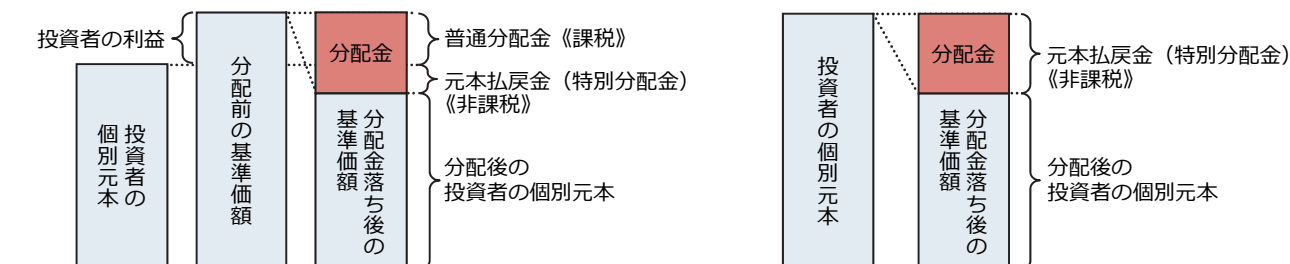 投資者の利益
投資者の
個別元本
分配前の基準価額
分配金
分配金落ち後の
基準価額
普通分配金《課税》
元本払戻金（特別分配金）
《非課税》
分配後の
投資者の個別元本
投資者の個別元本
分配金
分配金落ち後の
基準価額
元本払戻金（特別分配金）
《非課税》
分配後の
投資者の個別元本